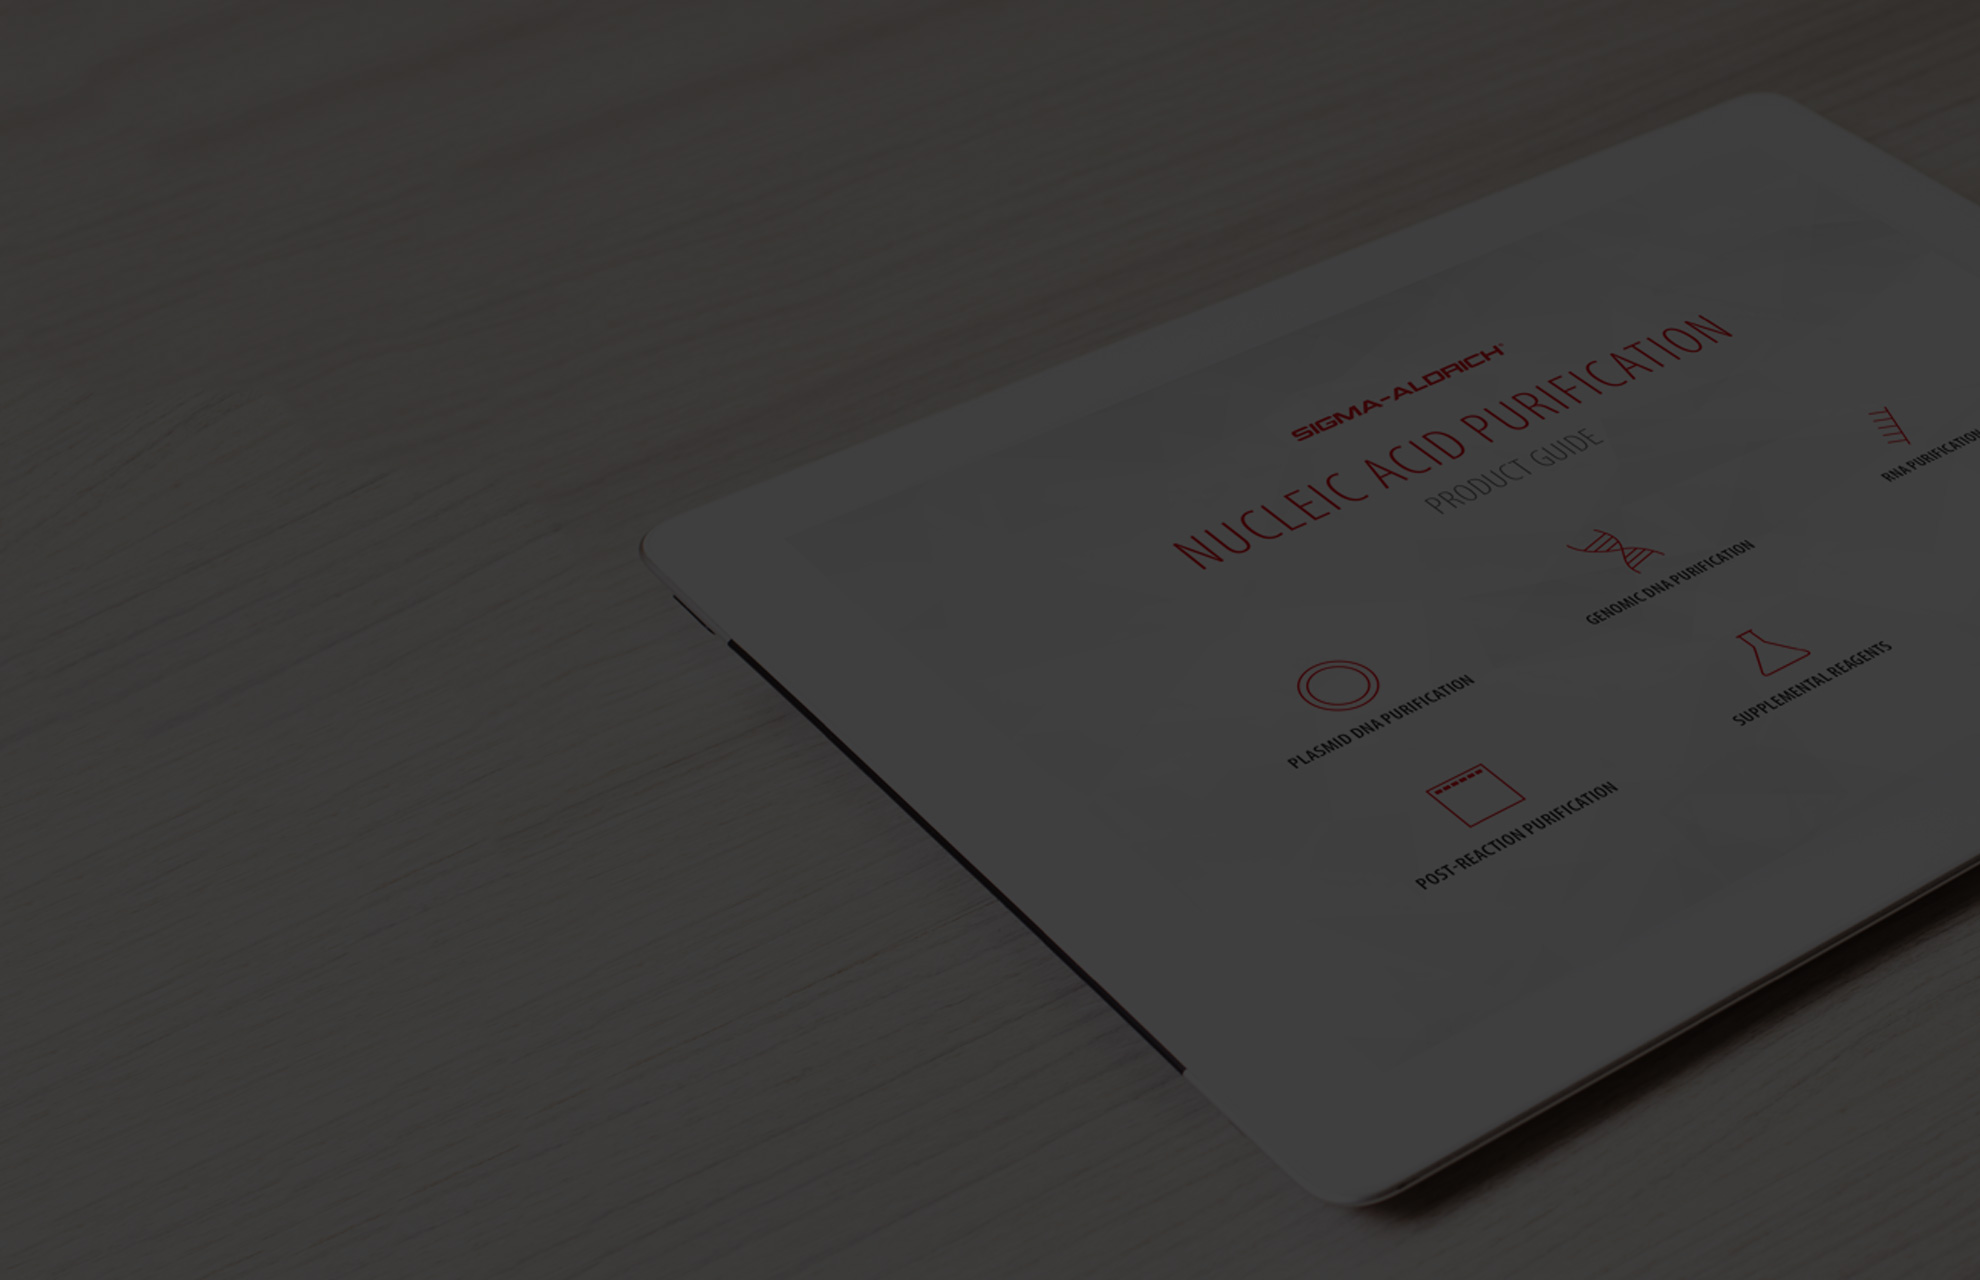 SIGMA-ALDRICH
NUCLEIC ACID PURIFICATION
PRODUCT GUIDE
PLASMID DNA PURIFICATION
GENOMIC DNA PURIFICATION
RNA PURIFICATION
POST-REACTION PURIFICATION
SUPPLEMENTAL REAGENTS